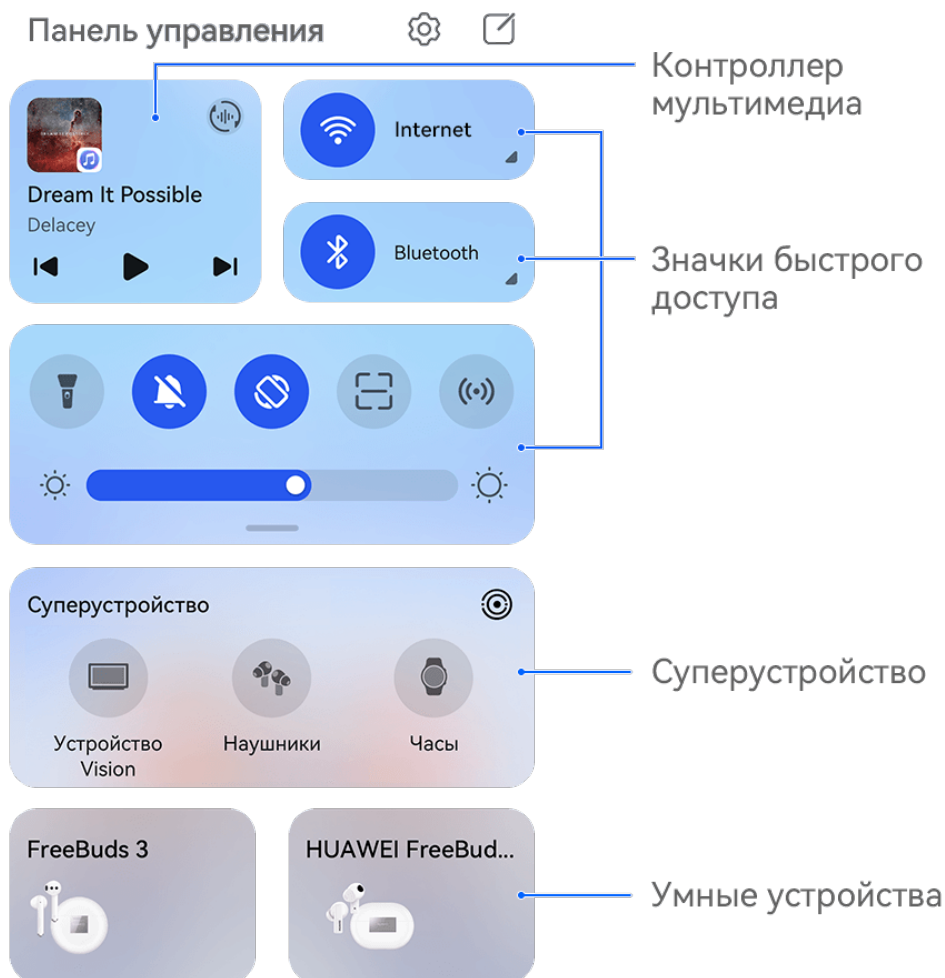 Панель управления
Контроллер
мультимедиа
Internet
Dream It Possible
Delacey
Bluetooth
Значки быстрого
доступа
Суперустройство
Суперустройство
Устройство
Vision
Наушники
Часы
FreeBuds 3
HUAWEI FreeBud...
Умные устройства